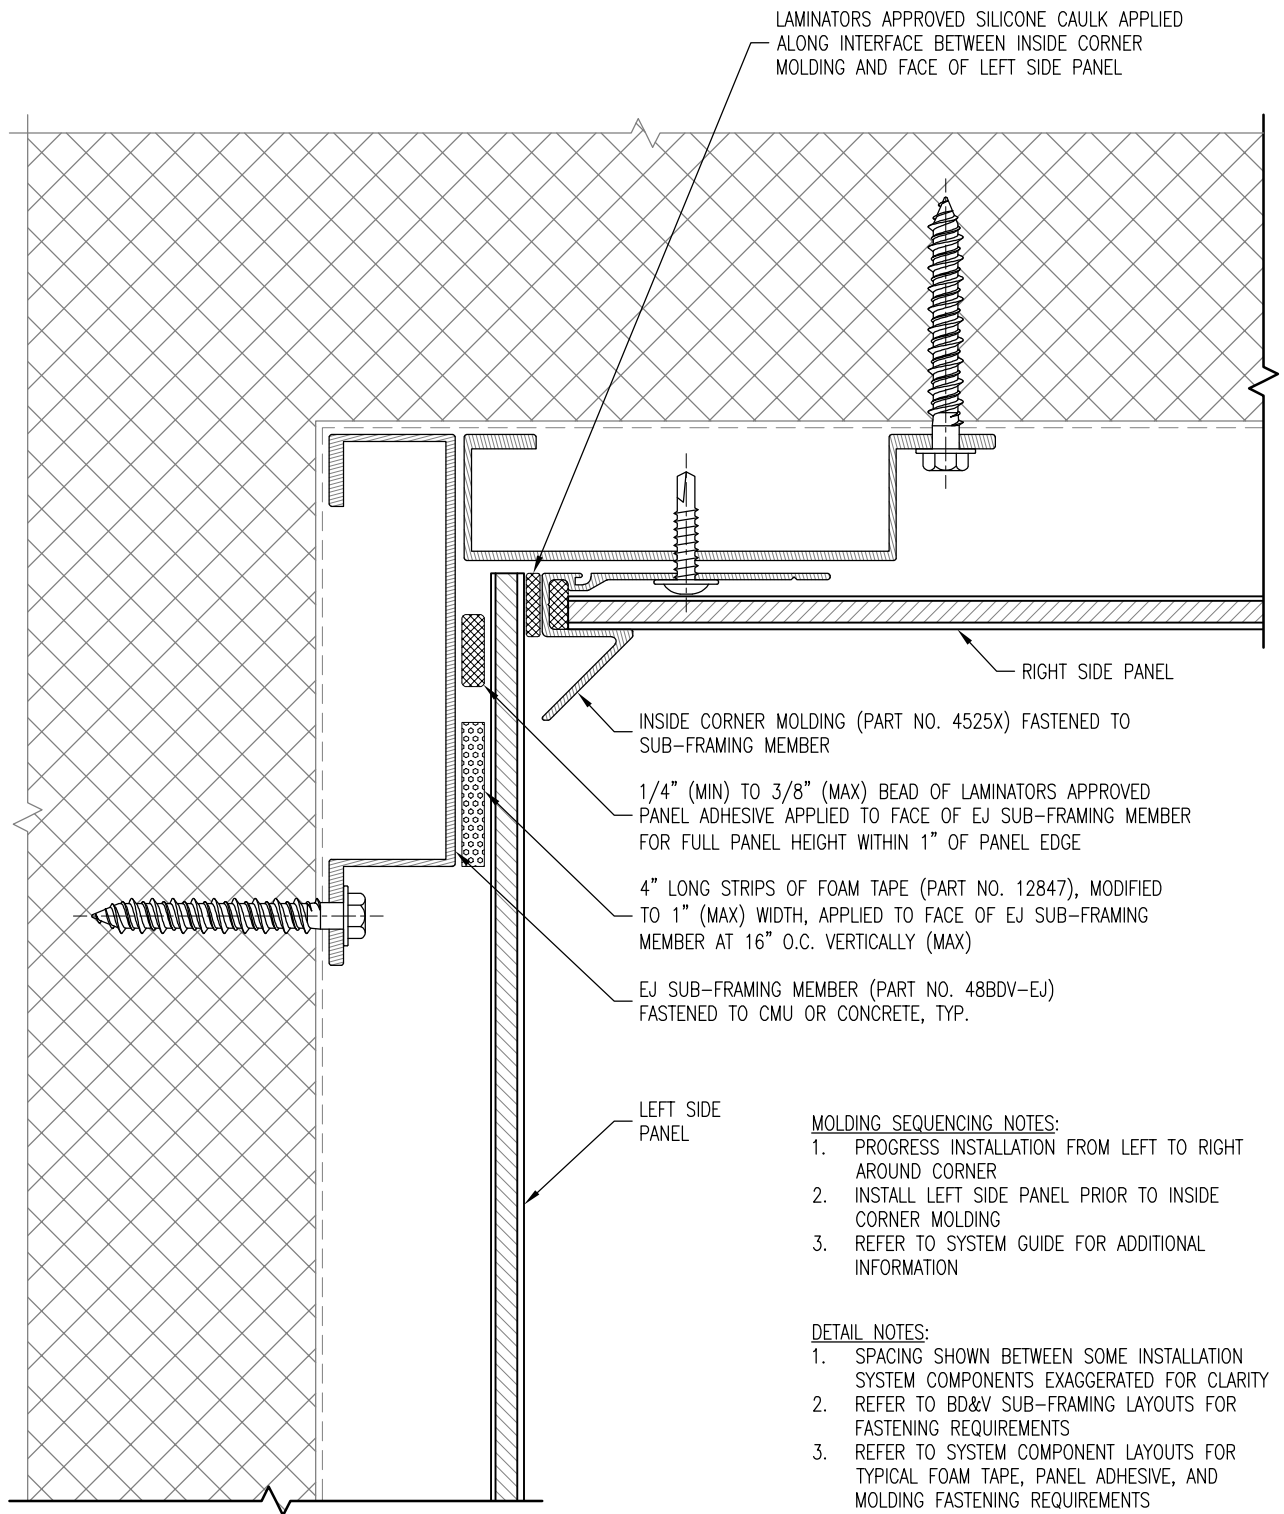 LAMINATORS APPROVED SILICONE CAULK APPLIED
ALONG INTERFACE BETWEEN INSIDE CORNER
MOLDING AND FACE OF LEFT SIDE PANEL
RIGHT SIDE PANEL
INSIDE CORNER MOLDING (PART NO. 4525X) FASTENED TO
SUB-FRAMING MEMBER
1/4" (MIN) TO 3/8" (MAX) BEAD OF LAMINATORS APPROVED
PANEL ADHESIVE APPLIED TO FACE OF EJ SUB-FRAMING MEMBER
FOR FULL PANEL HEIGHT WITHIN 1" OF PANEL EDGE
4" LONG STRIPS OF FOAM TAPE (PART NO. 12847), MODIFIED
TO 1" (MAX) WIDTH, APPLIED TO FACE OF EJ SUB-FRAMING
MEMBER AT 16" O.C. VERTICALLY (MAX)
EJ SUB-FRAMING MEMBER (PART NO. 48BDV-EJ)
FASTENED TO CMU OR CONCRETE, TYP.
LEFT SIDE
PANEL
MOLDING SEQUENCING NOTES:
1. PROGRESS INSTALLATION FROM LEFT TO RIGHT
AROUND CORNER
2. INSTALL LEFT SIDE PANEL PRIOR TO INSIDE
CORNER MOLDING
3. REFER TO SYSTEM GUIDE FOR ADDITIONAL
INFORMATION
DETAIL NOTES:
1. SPACING SHOWN BETWEEN SOME INSTALLATION
SYSTEM COMPONENTS EXAGGERATED FOR CLARITY
2. REFER TO BD&V SUB-FRAMING LAYOUTS FOR
FASTENING REQUIREMENTS
3. REFER TO SYSTEM COMPONENT LAYOUTS FOR
TYPICAL FOAM TAPE, PANEL ADHESIVE, AND
MOLDING FASTENING REQUIREMENTS